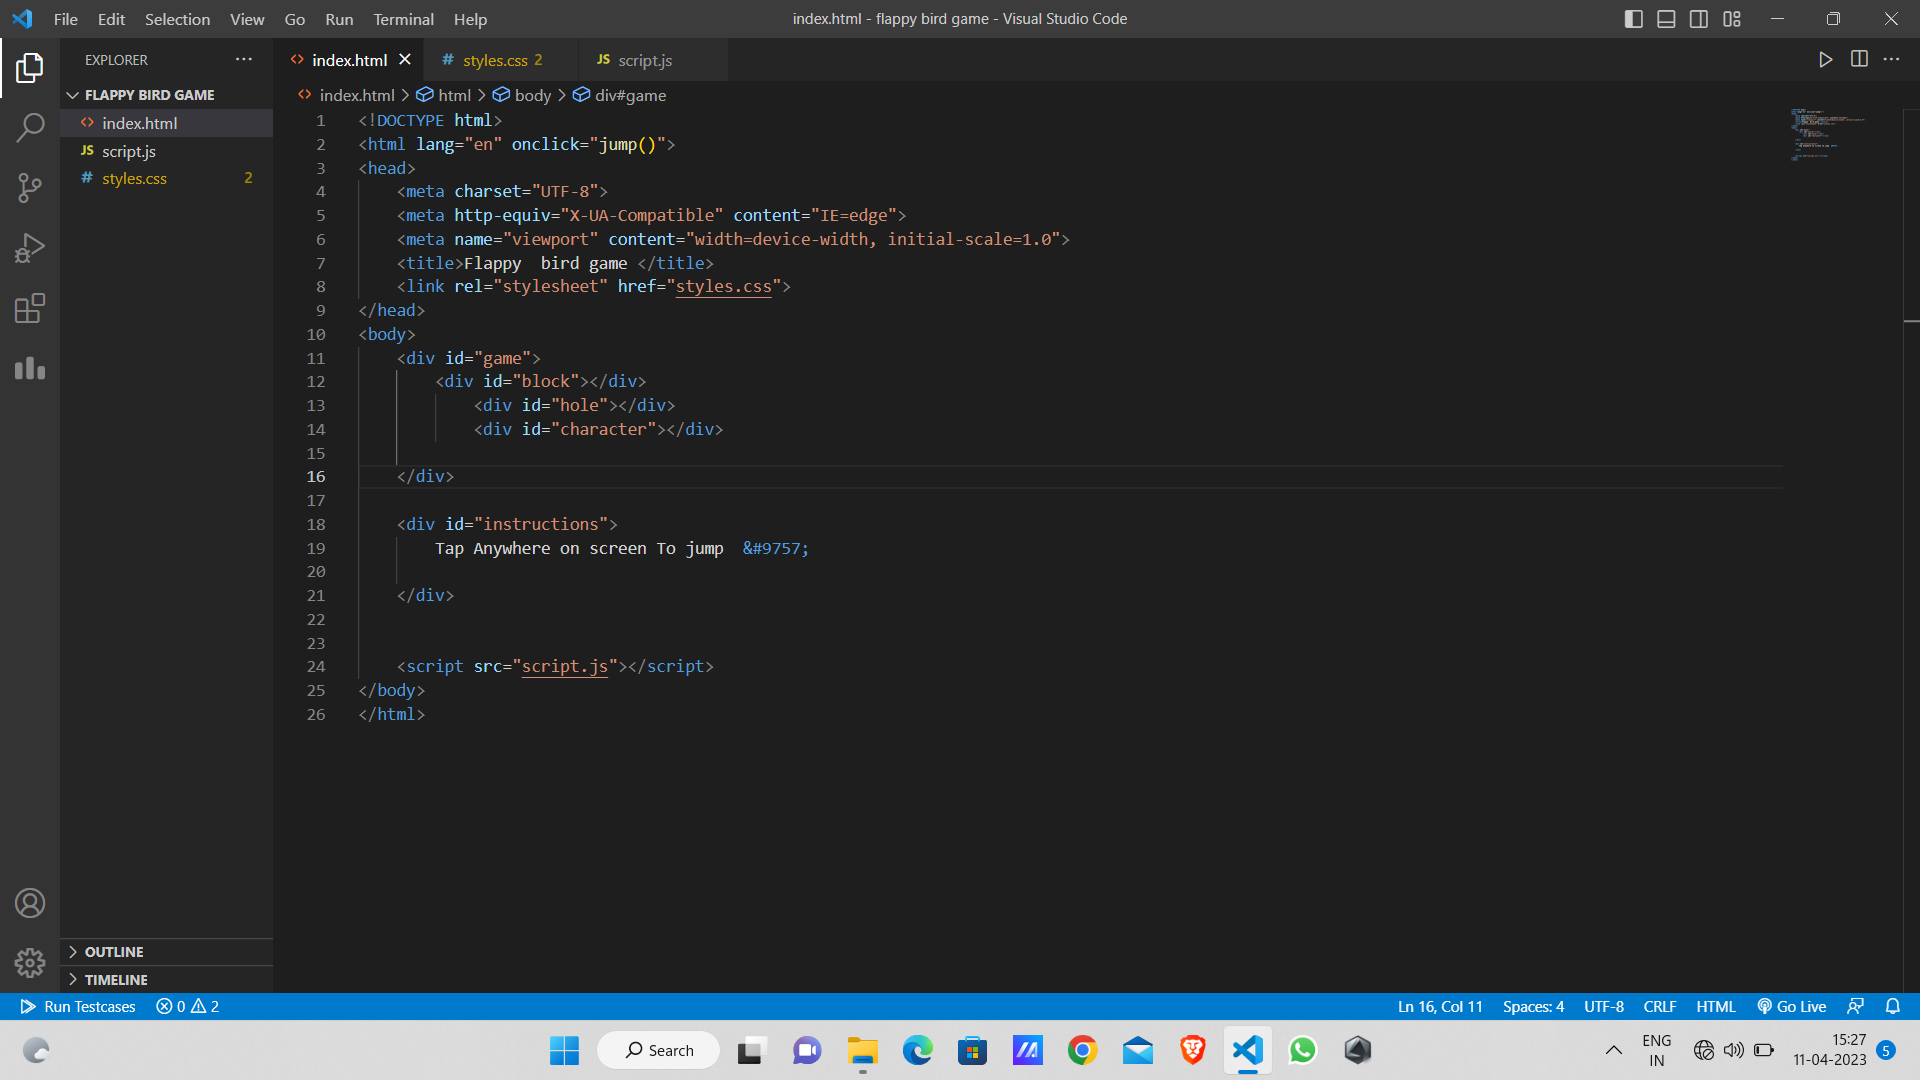 File Edit Selection View Go Run Terminal Help
index.html - flappy bird game - Visual Studio Code
EXPLORER
FLAPPY BIRD GAME
index.html
JS script.js
# styles.css 2
OUTLINE
TIMELINE
<> index.html
# styles.css 2
JS script.js
<> index.html > html > body > div#game
1 <!DOCTYPE html>
2 <html lang="en" onclick="jump()">
3 <head>
4 <meta charset="UTF-8">
5 <meta http-equiv="X-UA-Compatible" content="IE=edge">
6 <meta name="viewport" content="width=device-width, initial-scale=1.0">
7 <title>Flappy  bird game </title>
8 <link rel="stylesheet" href="styles.css">
9 </head>
10 <body>
11 <div id="game">
12 <div id="block"></div>
13 <div id="hole"></div>
14 <div id="character"></div>
15
16 </div>
17
18 <div id="instructions">
19 Tap Anywhere on screen To jump  &#9757;
20
21 </div>
22
23
24 <script src="script.js"></script>
25 </body>
26 </html>
Run Testcases 0 2
Ln 16, Col 11 Spaces: 4 UTF-8 CRLF HTML Go Live
Search
ENG
IN
15:27
11-04-2023
5